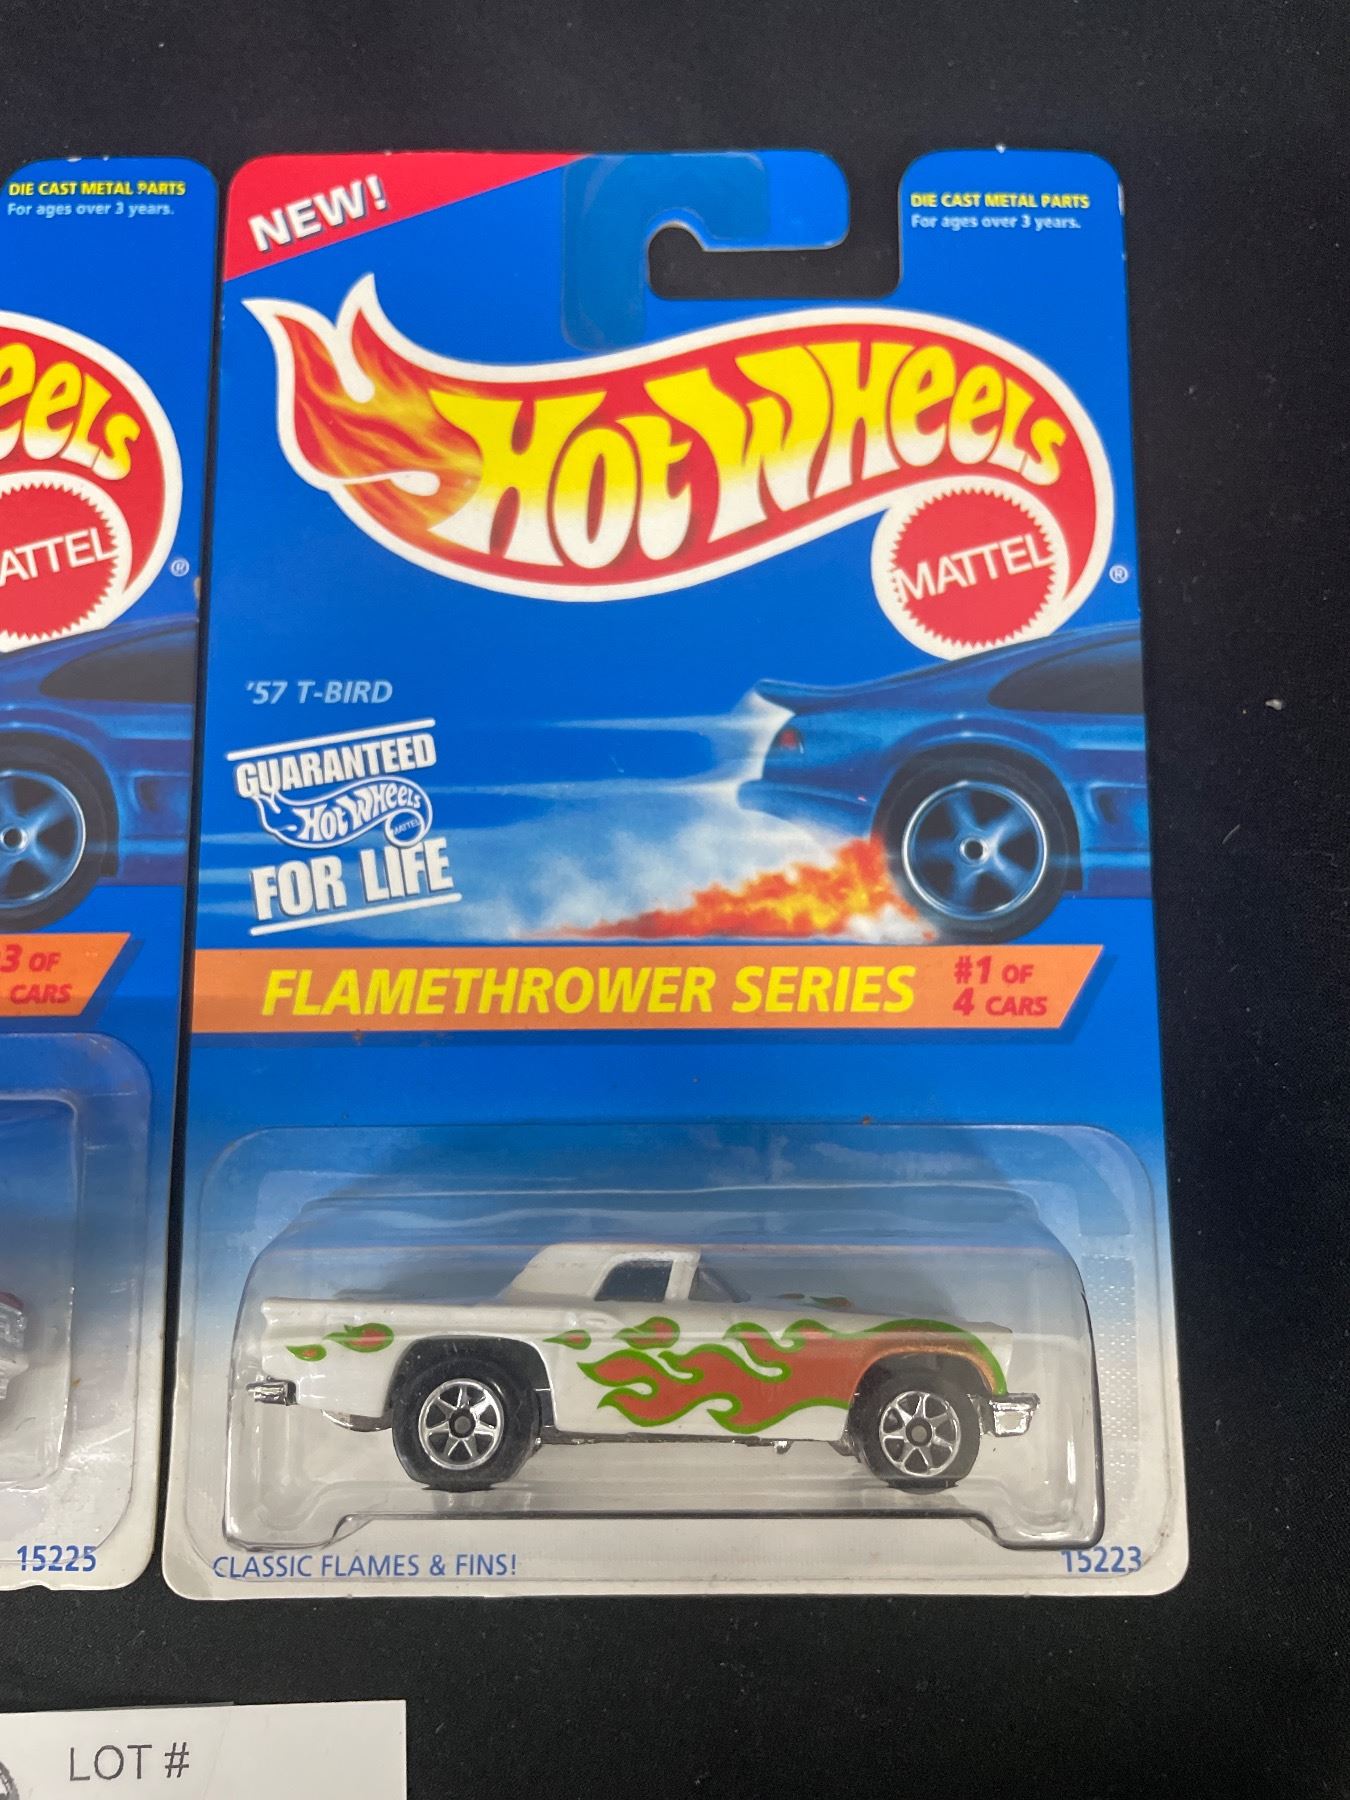 DIE CAST METAL PARTS
For ages over 3 years.
eeLs
ATTEL
®
3 OF
CARS
15225
NEW!
DIE CAST METAL PARTS
For ages over 3 years.
Hot Wheels
MATTEL
®
'57 T-BIRD
GUARANTEED
Hot Wheels
MATTEL
FOR LIFE
FLAMETHROWER SERIES
#1 OF
4 CARS
CLASSIC FLAMES & FINS!
15223
LOT #